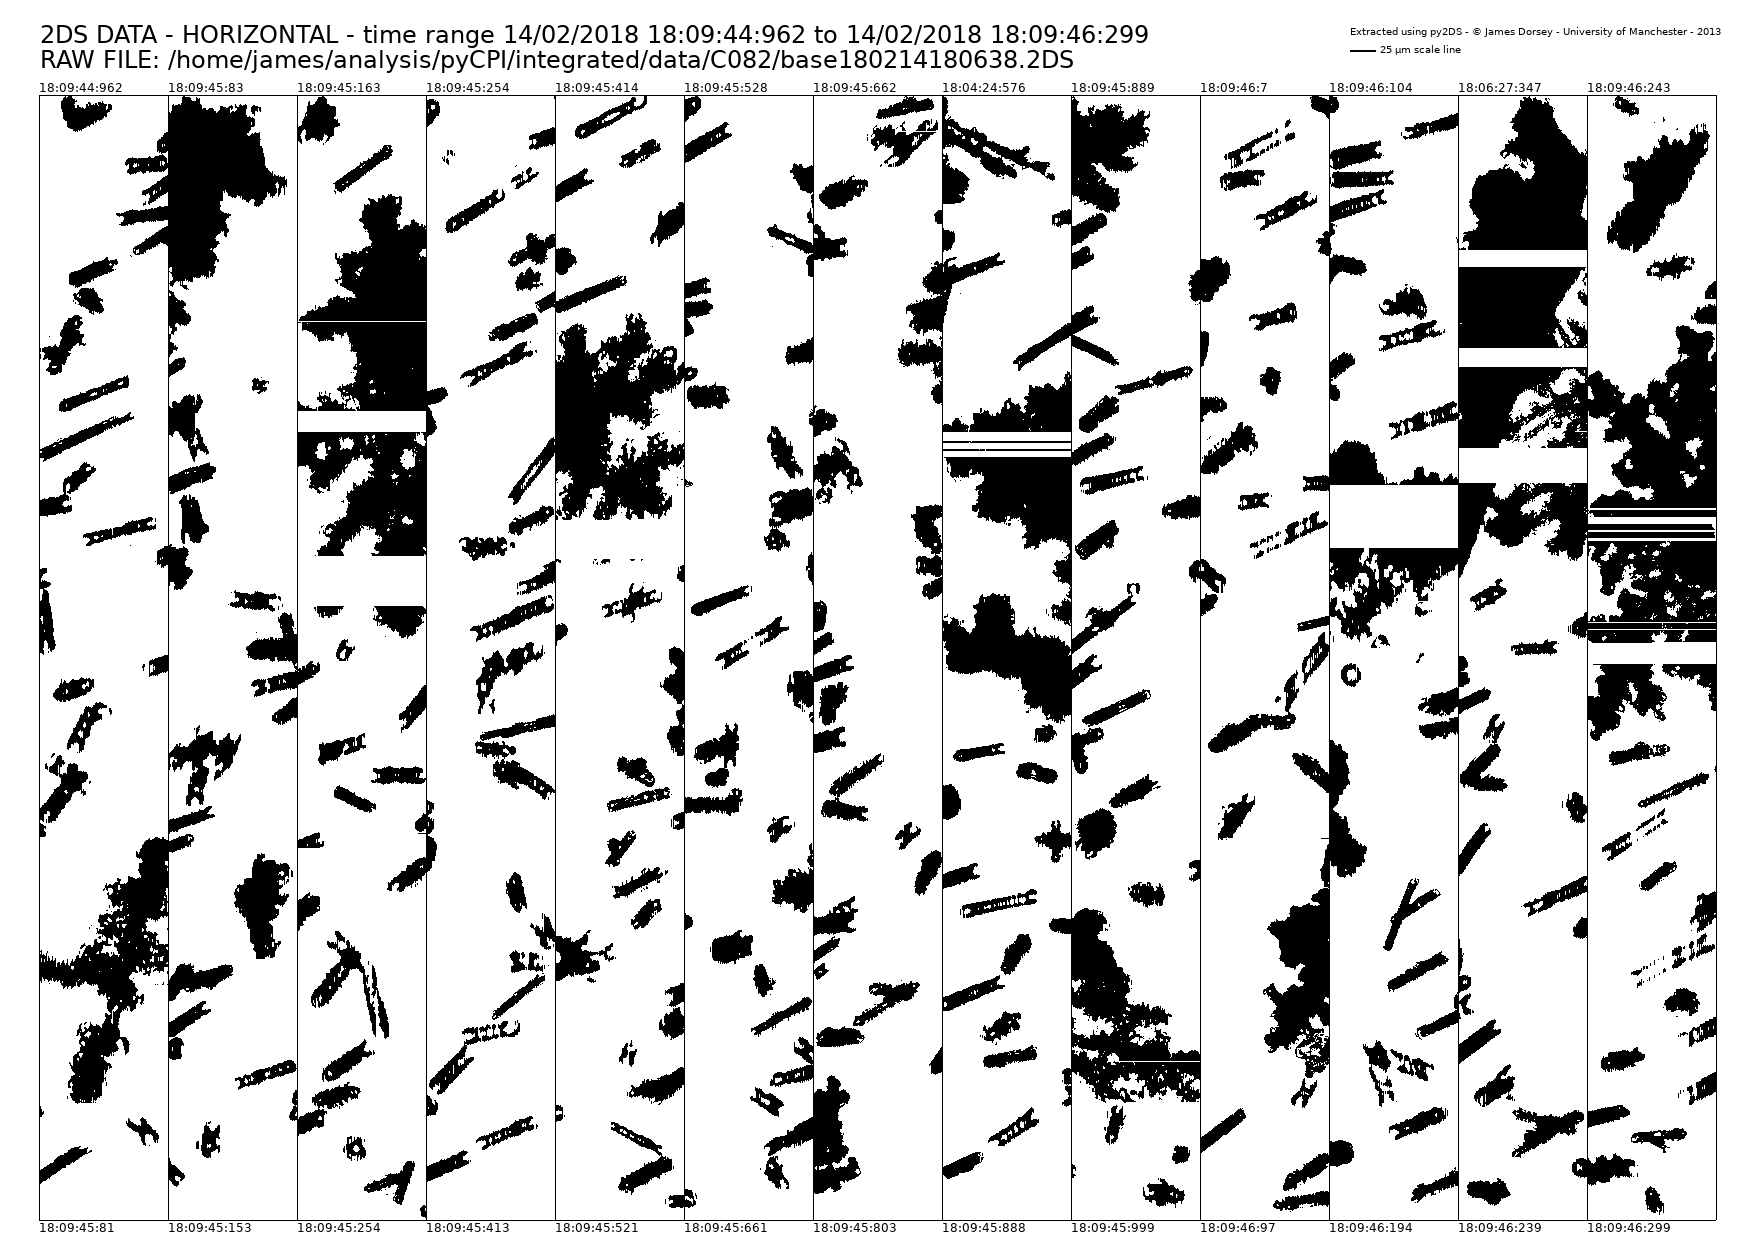 2DS DATA - HORIZONTAL - time range 14/02/2018 18:09:44:962 to 14/02/2018 18:09:46:299
RAW FILE: /home/james/analysis/pyCPI/integrated/data/C082/base180214180638.2DS
Extracted using py2DS - © James Dorsey - University of Manchester - 2013
25 µm scale line
18:09:44:962 18:09:45:83 18:09:45:163 18:09:45:254 18:09:45:414 18:09:45:528 18:09:45:662 18:04:24:576 18:09:45:889 18:09:46:7 18:09:46:104 18:06:27:347 18:09:46:243
18:09:45:81 18:09:45:153 18:09:45:254 18:09:45:413 18:09:45:521 18:09:45:661 18:09:45:803 18:09:45:888 18:09:45:999 18:09:46:97 18:09:46:194 18:09:46:239 18:09:46:299